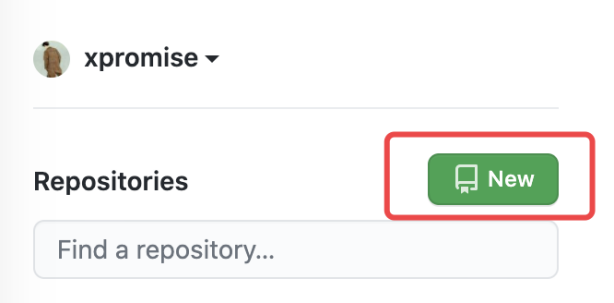 xpromise
Repositories
New
Find a repository...